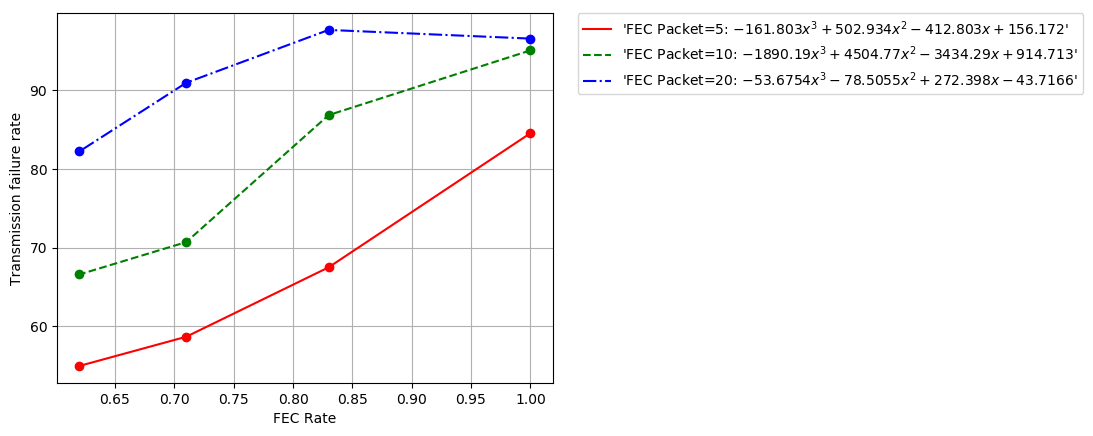 'FEC Packet=5: −161.803x³ + 502.934x² − 412.803x + 156.172'
'FEC Packet=10: −1890.19x³ + 4504.77x² − 3434.29x + 914.713'
'FEC Packet=20: −53.6754x³ − 78.5055x² + 272.398x − 43.7166'
Transmission failure rate
90
80
70
60
0.65 0.70 0.75 0.80 0.85 0.90 0.95 1.00
FEC Rate